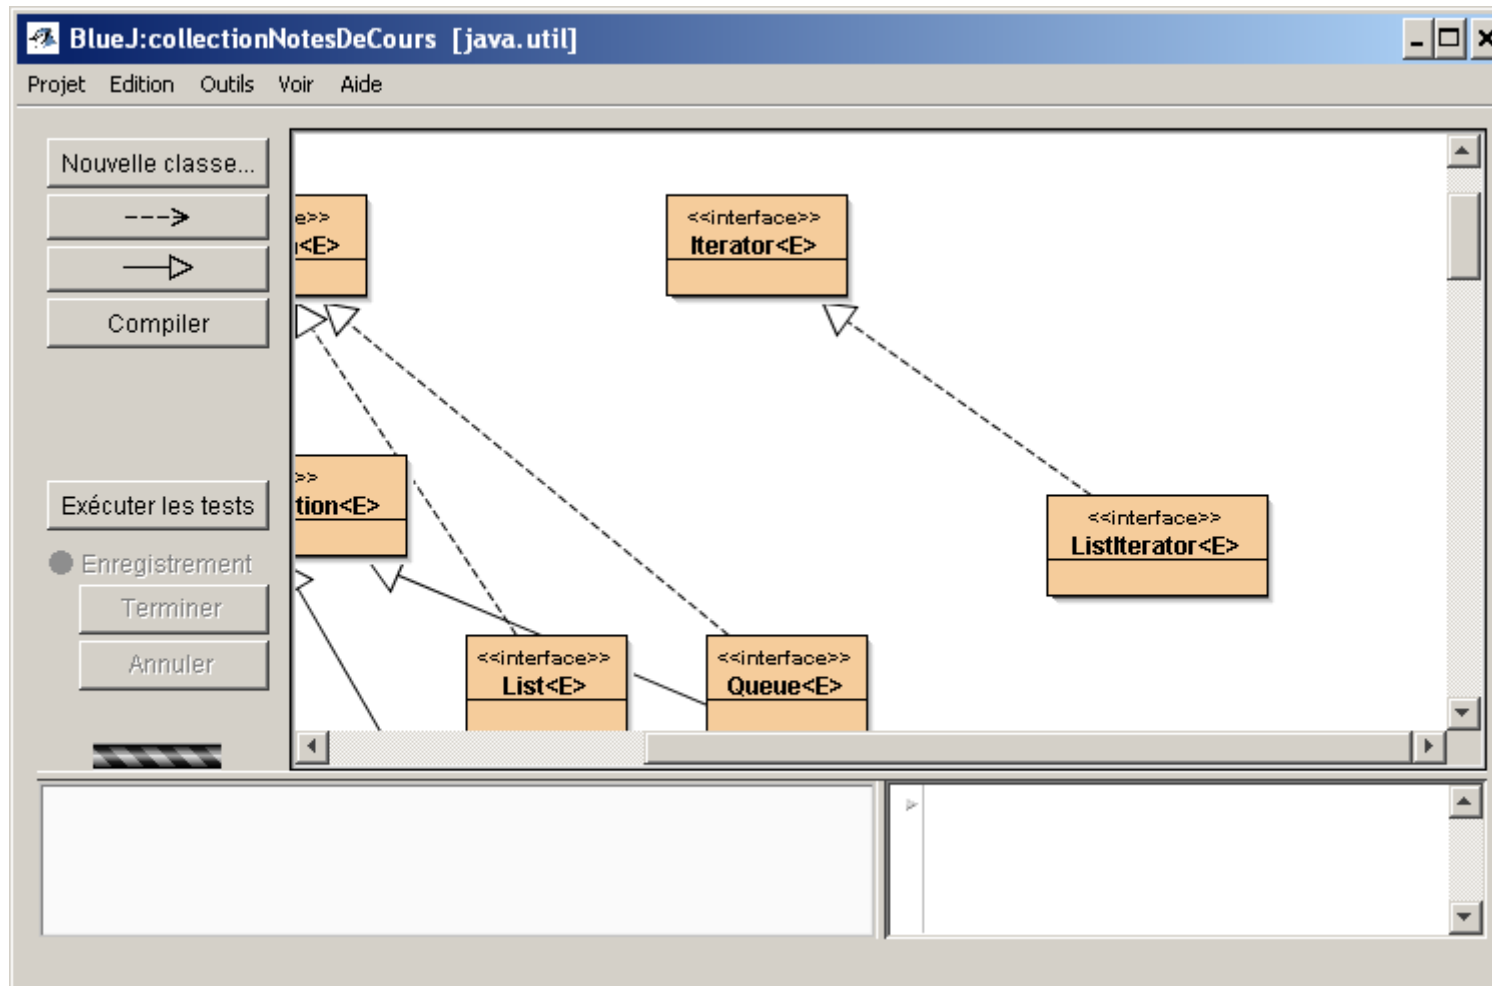 BlueJ:collectionNotesDeCours [java.util]
Projet Edition Outils Voir Aide
Nouvelle classe...
Compiler
Exécuter les tests
Enregistrement
Terminer
Annuler
e>>
<E>
<<interface>>
Iterator<E>
>>
tion<E>
<<interface>>
ListIterator<E>
<<interface>>
List<E>
<<interface>>
Queue<E>